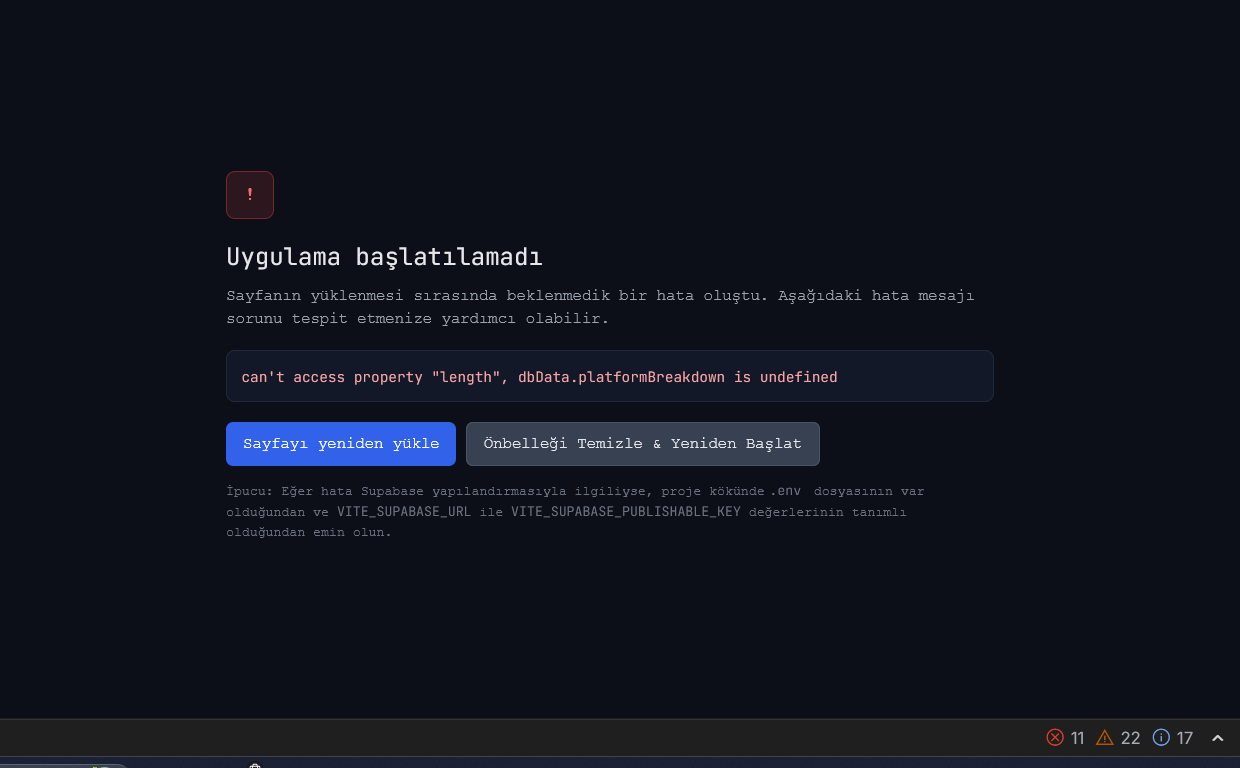 !
Uygulama başlatılamadı
Sayfanın yüklenmesi sırasında beklenmedik bir hata oluştu. Aşağıdaki hata mesajı
sorunu tespit etmenize yardımcı olabilir.
can't access property "length", dbData.platformBreakdown is undefined
Sayfayı yeniden yükle
Önbelleği Temizle & Yeniden Başlat
İpucu: Eğer hata Supabase yapılandırmasıyla ilgiliyse, proje kökünde .env dosyasının var
olduğundan ve VITE_SUPABASE_URL ile VITE_SUPABASE_PUBLISHABLE_KEY değerlerinin tanımlı
olduğundan emin olun.
11 22 17